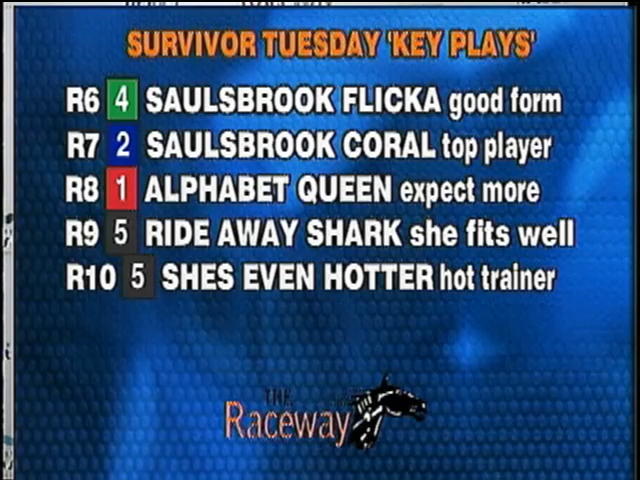 SURVIVOR TUESDAY 'KEY PLAYS'
R6 4 SAULSBROOK FLICKA good form
R7 2 SAULSBROOK CORAL top player
R8 1 ALPHABET QUEEN expect more
R9 5 RIDE AWAY SHARK she fits well
R10 5 SHES EVEN HOTTER hot trainer
THE
Raceway